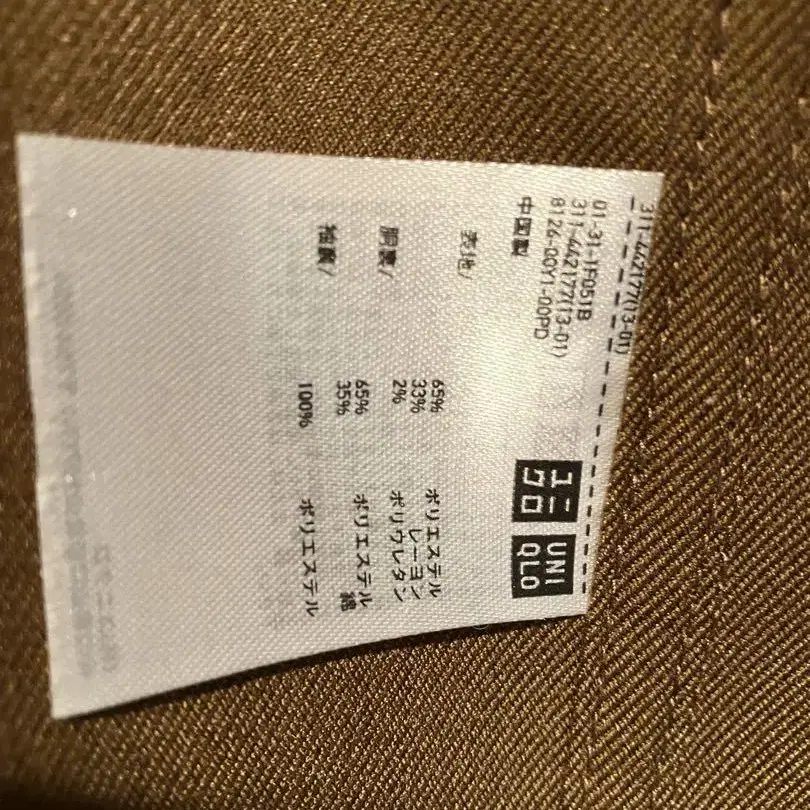 311-442177(13-01)
01-31-1F051B
311-442177(13-01)
8126-00Y1-00PD
中国製
ユニ
クロ
UNI
QLO
表地/ 65% ポリエステル
33% レーヨン
2% ポリウレタン
胴裏/ 65% ポリエステル
35% 綿
袖裏/ 100% ポリエステル